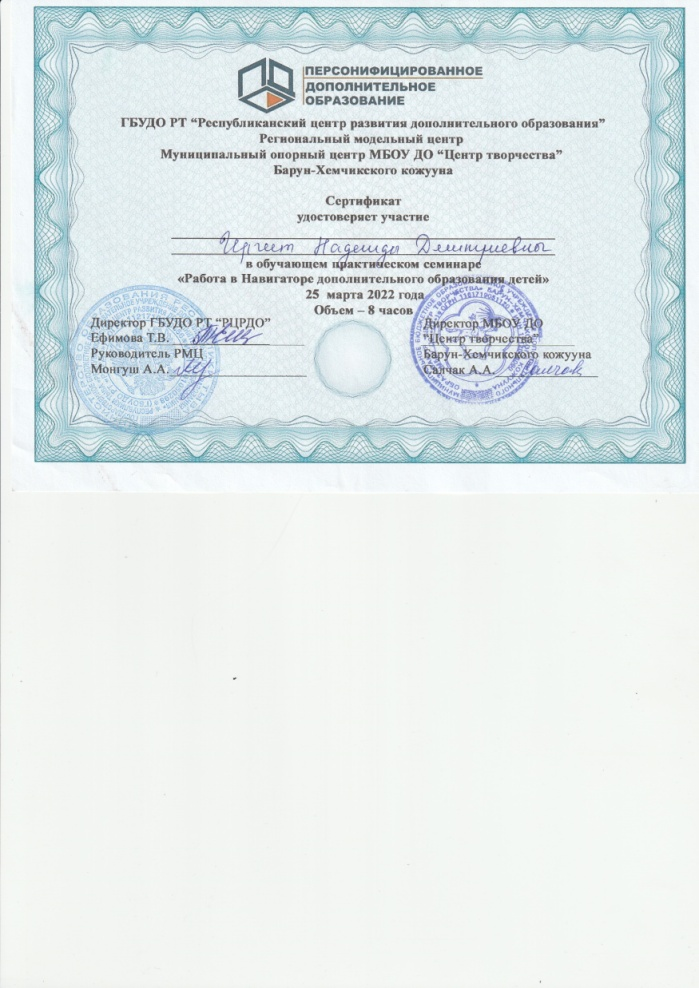 ПЕРСОНИФИЦИРОВАННОЕ
ДОПОЛНИТЕЛЬНОЕ
ОБРАЗОВАНИЕ
ГБУДО РТ “Республиканский центр развития дополнительного образования”
Региональный модельный центр
Муниципальный опорный центр МБОУ ДО “Центр творчества”
Барун-Хемчикского кожууна
Сертификат
удостоверяет участие
Иргит Надежды Дмитриевны
в обучающем практическом семинаре
«Работа в Навигаторе дополнительного образования детей»
25 марта 2022 года
Объем – 8 часов
Директор ГБУДО РТ “РЦРДО”
Ефимова Т.В.
Руководитель РМЦ
Монгуш А.А.
Директор МБОУ ДО
“Центр творчества”
Барун-Хемчикского кожууна
Салчак А.А.